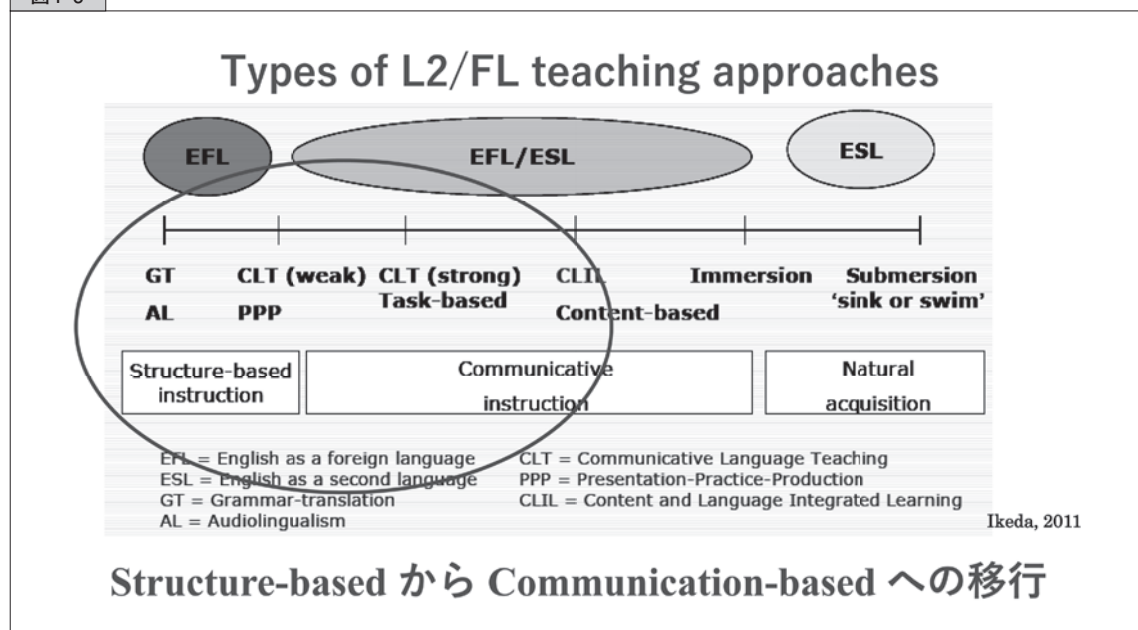 Types of L2/FL teaching approaches
EFL
EFL/ESL
ESL
GT
CLT (weak)
CLT (strong)
CLIL
Immersion
Submersion
Task-based
'sink or swim'
AL
PPP
Content-based
Structure-based
instruction
Communicative
instruction
Natural
acquisition
EFL = English as a foreign language
ESL = English as a second language
GT = Grammar-translation
AL = Audiolingualism
CLT = Communicative Language Teaching
PPP = Presentation-Practice-Production
CLIL = Content and Language Integrated Learning
Ikeda, 2011
Structure-based から Communication-based への移行